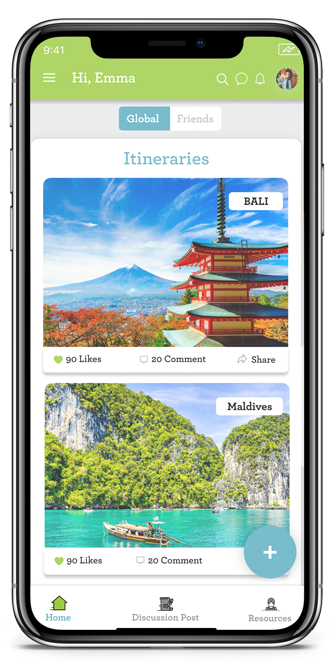 9:41
Hi, Emma
Global Friends
Itineraries
BALI
90 Likes 20 Comment Share
Maldives
90 Likes 20 Comment
+
Home Discussion Post Resources